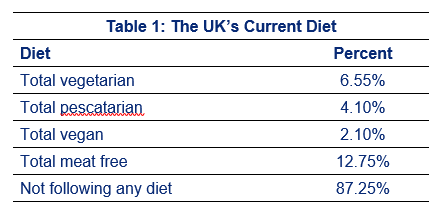 Table 1: The UK's Current Diet
Diet Percent
Total vegetarian 6.55%
Total pescatarian 4.10%
Total vegan 2.10%
Total meat free 12.75%
Not following any diet 87.25%